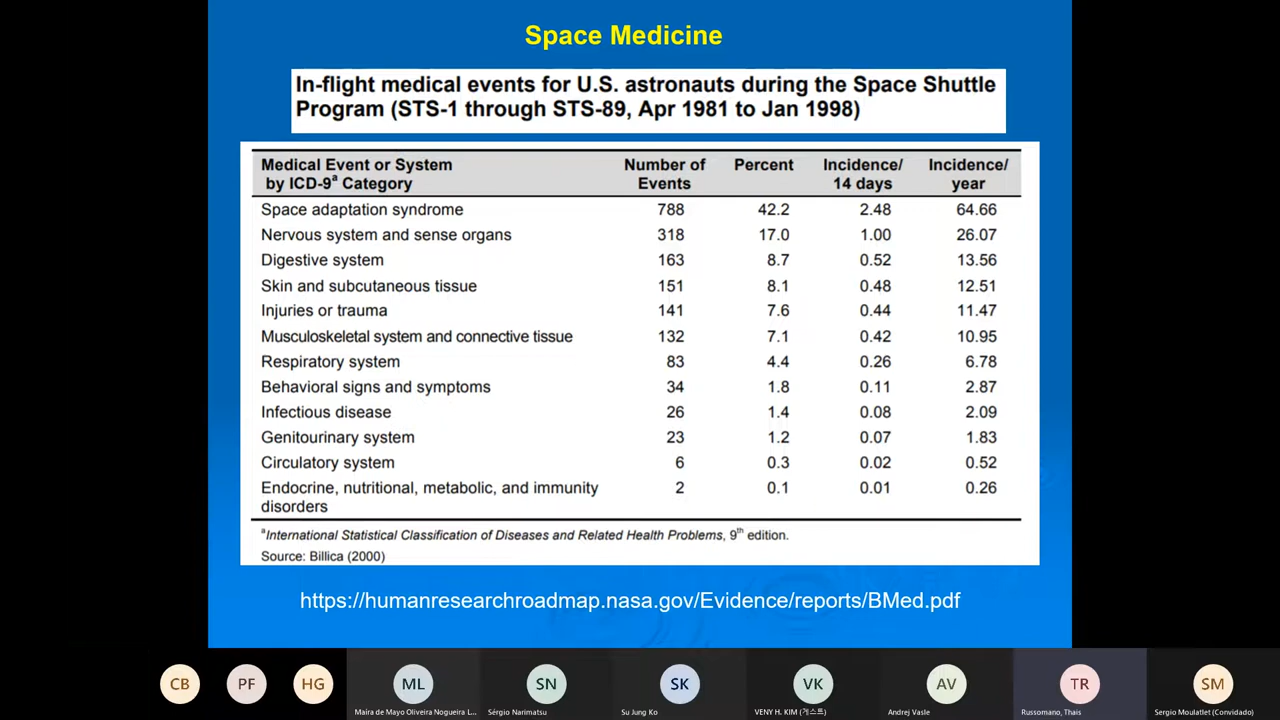 Space Medicine
In-flight medical events for U.S. astronauts during the Space Shuttle
Program (STS-1 through STS-89, Apr 1981 to Jan 1998)
Medical Event or System by ICD-9a Category Number of Events Percent Incidence/ 14 days Incidence/ year
Space adaptation syndrome 788 42.2 2.48 64.66
Nervous system and sense organs 318 17.0 1.00 26.07
Digestive system 163 8.7 0.52 13.56
Skin and subcutaneous tissue 151 8.1 0.48 12.51
Injuries or trauma 141 7.6 0.44 11.47
Musculoskeletal system and connective tissue 132 7.1 0.42 10.95
Respiratory system 83 4.4 0.26 6.78
Behavioral signs and symptoms 34 1.8 0.11 2.87
Infectious disease 26 1.4 0.08 2.09
Genitourinary system 23 1.2 0.07 1.83
Circulatory system 6 0.3 0.02 0.52
Endocrine, nutritional, metabolic, and immunity 2 0.1 0.01 0.26
disorders
aInternational Statistical Classification of Diseases and Related Health Problems, 9th edition.
Source: Billica (2000)
https://humanresearchroadmap.nasa.gov/Evidence/reports/BMed.pdf
CB PF HG ML SN SK VK AV TR SM
Maira de Mayo Oliveira Nogueira L... Sérgio Narimatsu Su Jung Ko VENY H. KIM (게스트) Andrej Vasle Russomano, Thais Sergio Moulatlet (Convidado)